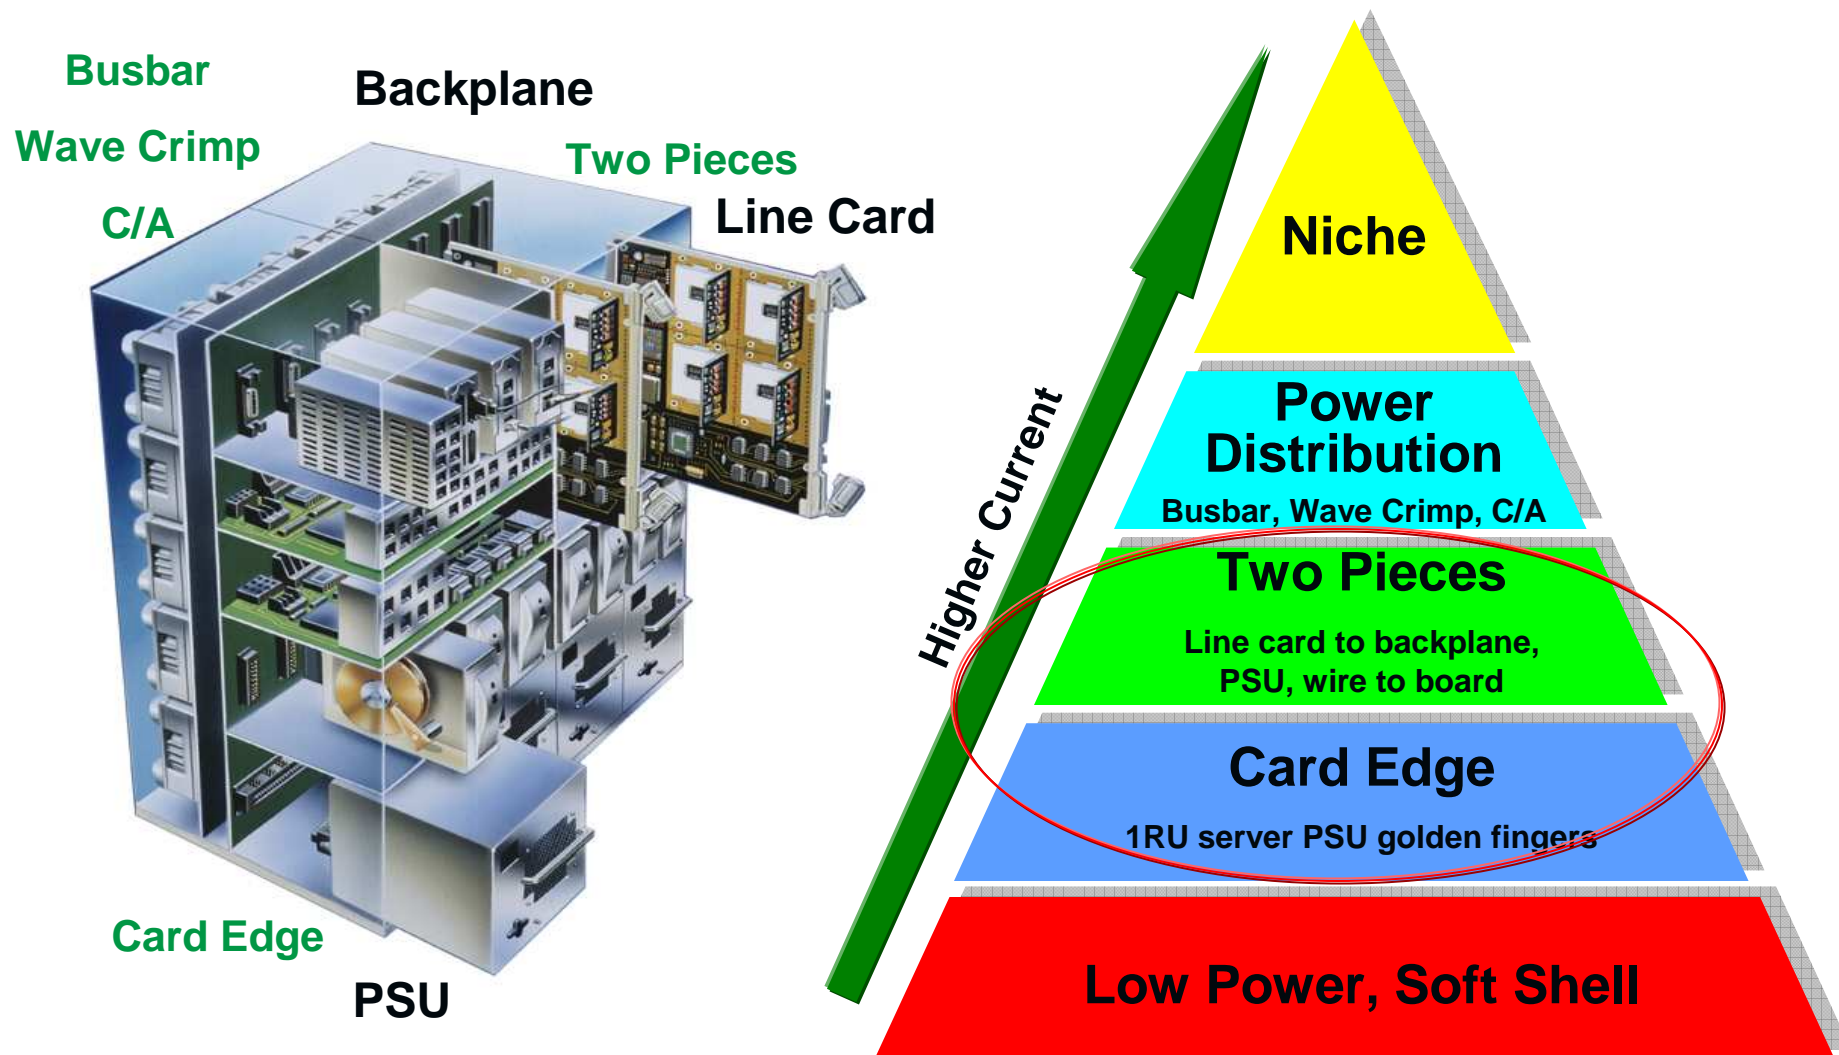 Busbar
Backplane
Wave Crimp
Two Pieces
C/A
Line Card
Card Edge
PSU
Higher Current
Niche
Power
Distribution
Busbar, Wave Crimp, C/A
Two Pieces
Line card to backplane,
PSU, wire to board
Card Edge
1RU server PSU golden fingers
Low Power, Soft Shell